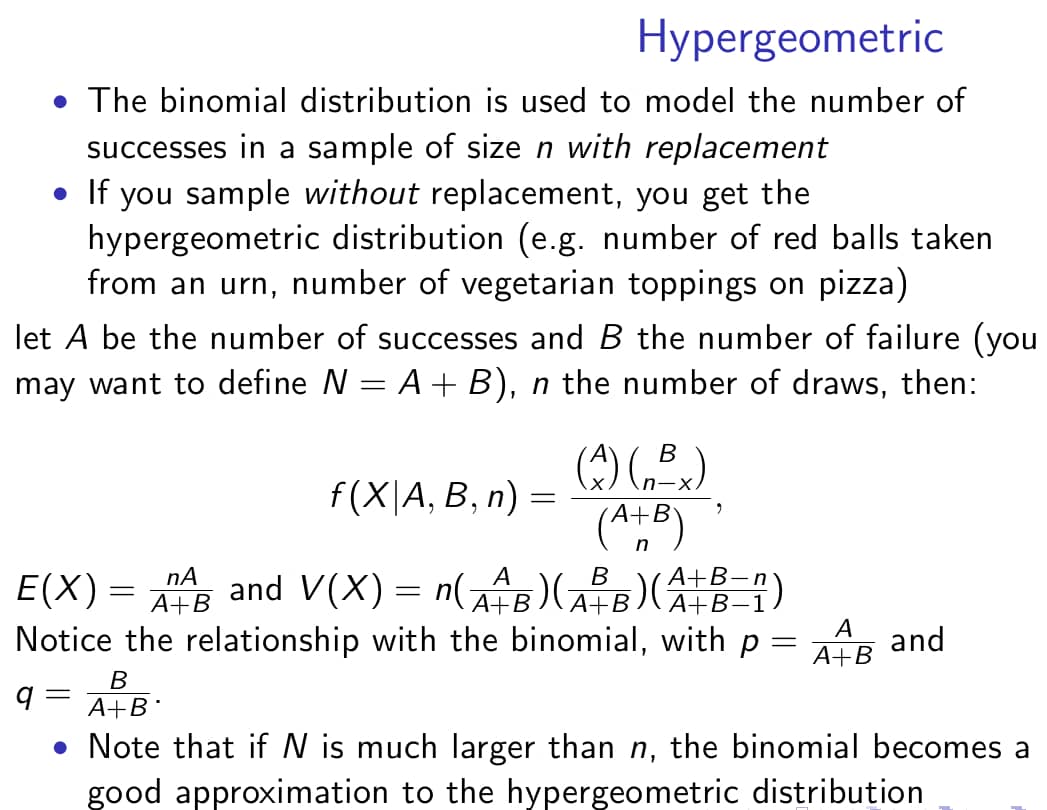 Hypergeometric
• The binomial distribution is used to model the number of
successes in a sample of size n with replacement
• If you sample without replacement, you get the
hypergeometric distribution (e.g. number of red balls taken
from an urn, number of vegetarian toppings on pizza)
let A be the number of successes and B the number of failure (you
may want to define N = A + B), n the number of draws, then:
$f(X|A, B, n) = \frac{\binom{A}{x}\binom{B}{n-x}}{\binom{A+B}{n}},$
$E(X) = \frac{nA}{A+B}$ and $V(X) = n(\frac{A}{A+B})(\frac{B}{A+B})(\frac{A+B-n}{A+B-1})$
Notice the relationship with the binomial, with $p = \frac{A}{A+B}$ and
$q = \frac{B}{A+B}$.
• Note that if N is much larger than n, the binomial becomes a
good approximation to the hypergeometric distribution